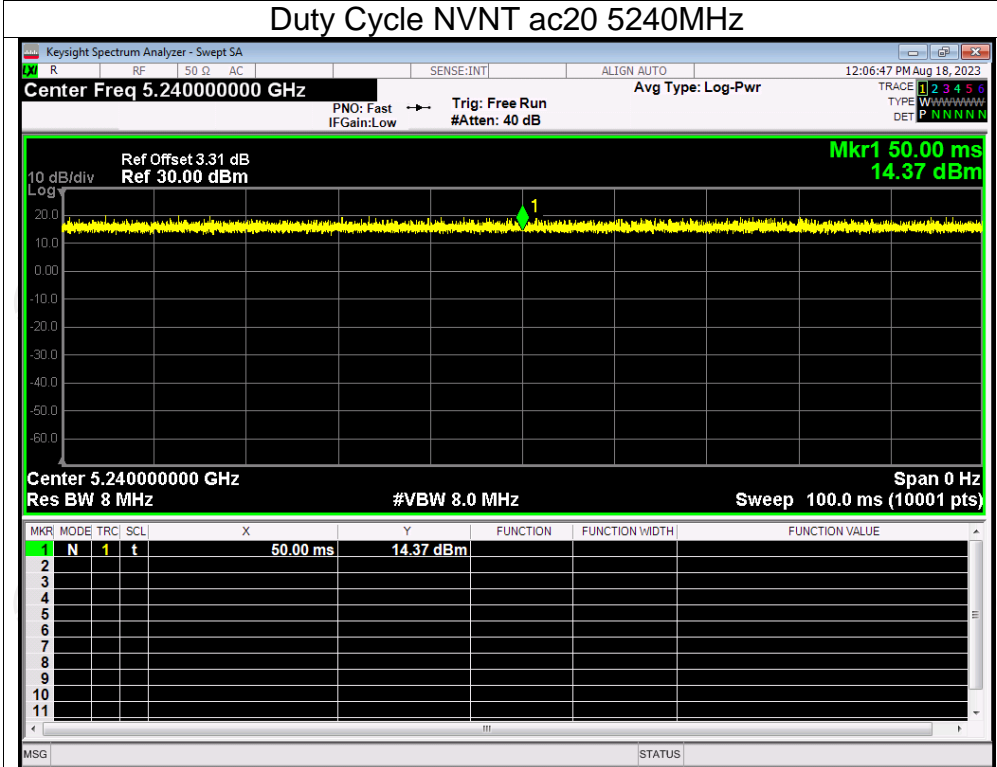 Duty Cycle NVNT ac20 5240MHz
Keysight Spectrum Analyzer - Swept SA
LXI R RF 50 Ω AC SENSE:INT ALIGN AUTO 12:06:47 PM Aug 18, 2023
Center Freq 5.240000000 GHz
PNO: Fast
IFGain:Low
Trig: Free Run
#Atten: 40 dB
Avg Type: Log-Pwr
TRACE 1 2 3 4 5 6
TYPE WWWWWW
DET P N N N N N
Mkr1 50.00 ms
14.37 dBm
Ref Offset 3.31 dB
10 dB/div Ref 30.00 dBm
Log
1
20.0
10.0
0.00
-10.0
-20.0
-30.0
-40.0
-50.0
-60.0
Center 5.240000000 GHz Span 0 Hz
Res BW 8 MHz #VBW 8.0 MHz Sweep 100.0 ms (10001 pts)
MKR MODE TRC SCL X Y FUNCTION FUNCTION WIDTH FUNCTION VALUE
1 N 1 t 50.00 ms 14.37 dBm
2
3
4
5
6
7
8
9
10
11
MSG STATUS